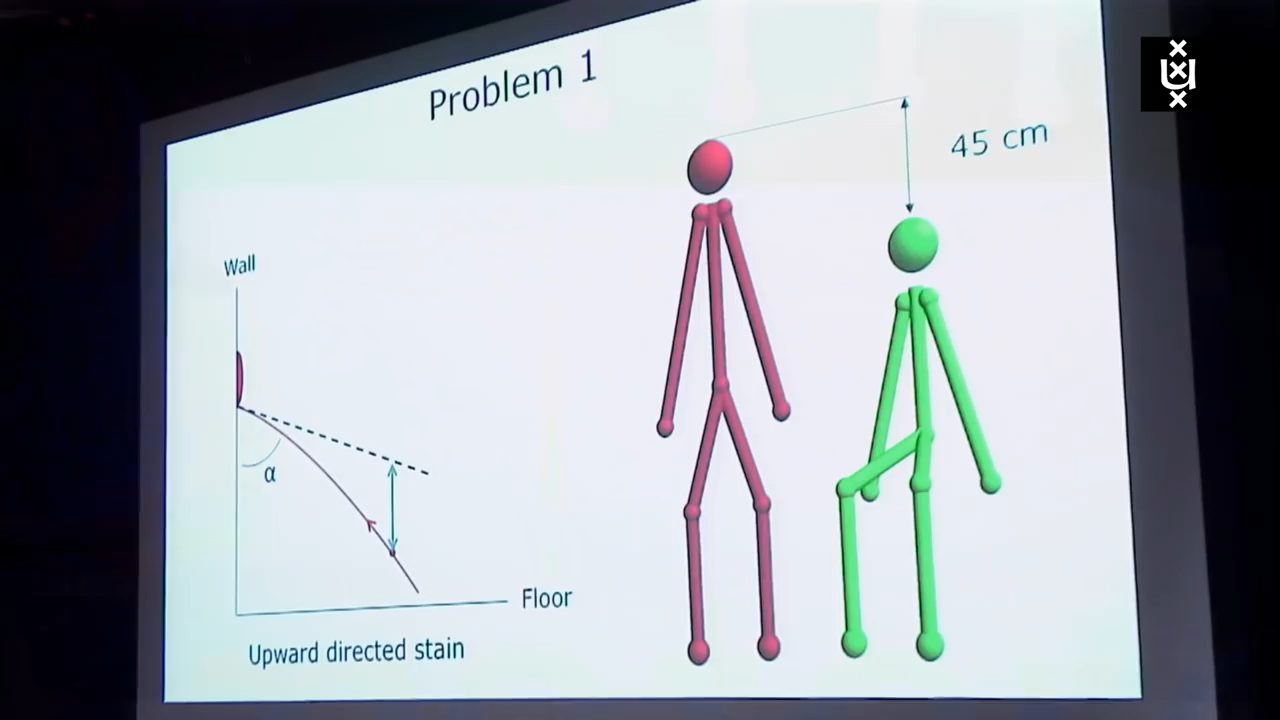 Problem 1
45 cm
Wall
α
Floor
Upward directed stain